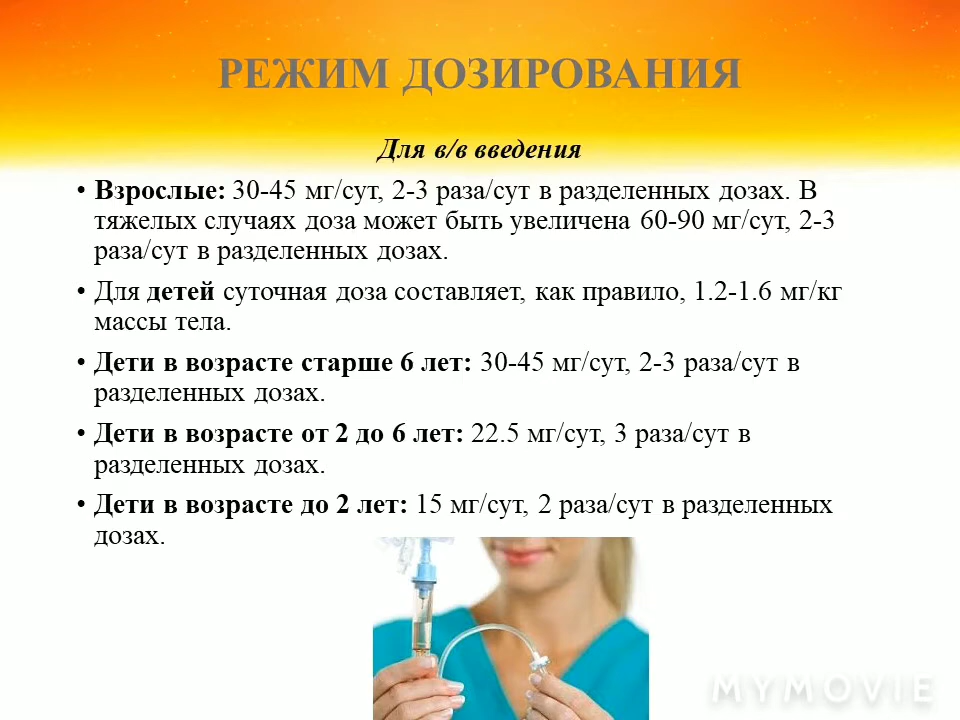 РЕЖИМ ДОЗИРОВАНИЯ
Для в/в введения
• Взрослые: 30-45 мг/сут, 2-3 раза/сут в разделенных дозах. В
тяжелых случаях доза может быть увеличена 60-90 мг/сут, 2-3
раза/сут в разделенных дозах.
• Для детей суточная доза составляет, как правило, 1.2-1.6 мг/кг
массы тела.
• Дети в возрасте старше 6 лет: 30-45 мг/сут, 2-3 раза/сут в
разделенных дозах.
• Дети в возрасте от 2 до 6 лет: 22.5 мг/сут, 3 раза/сут в
разделенных дозах.
• Дети в возрасте до 2 лет: 15 мг/сут, 2 раза/сут в разделенных
дозах.
MYMOVIE